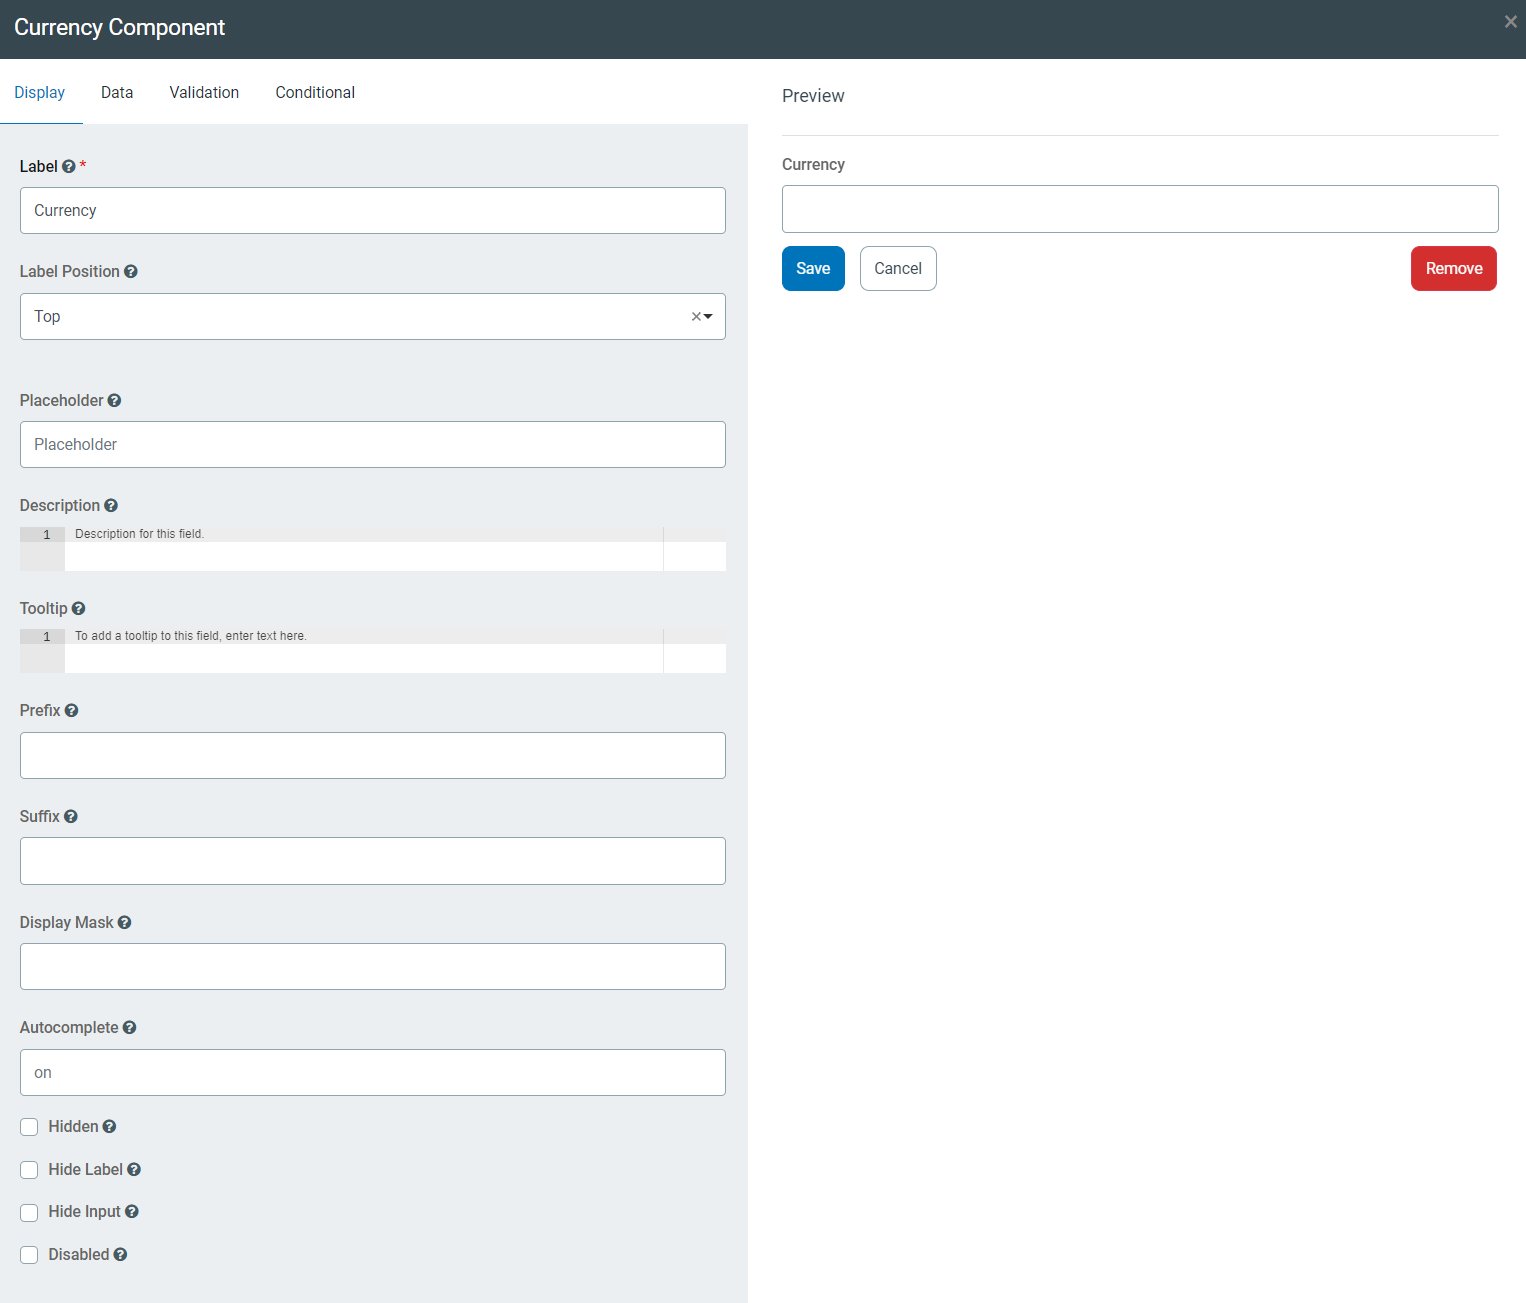 Currency Component
Display Data Validation Conditional
Label *
Currency
Label Position
Top
Placeholder
Placeholder
Description
1 Description for this field.
Tooltip
1 To add a tooltip to this field, enter text here.
Prefix
Suffix
Display Mask
Autocomplete
on
Hidden
Hide Label
Hide Input
Disabled
Preview
Currency
Save Cancel Remove